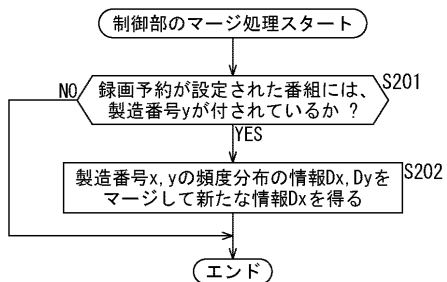 制御部のマージ処理スタート
S201
録画予約が設定された番組には、
製造番号yが付されているか ?
NO
YES
S202
製造番号x,yの頻度分布の情報Dx,Dyを
マージして新たな情報Dxを得る
エンド